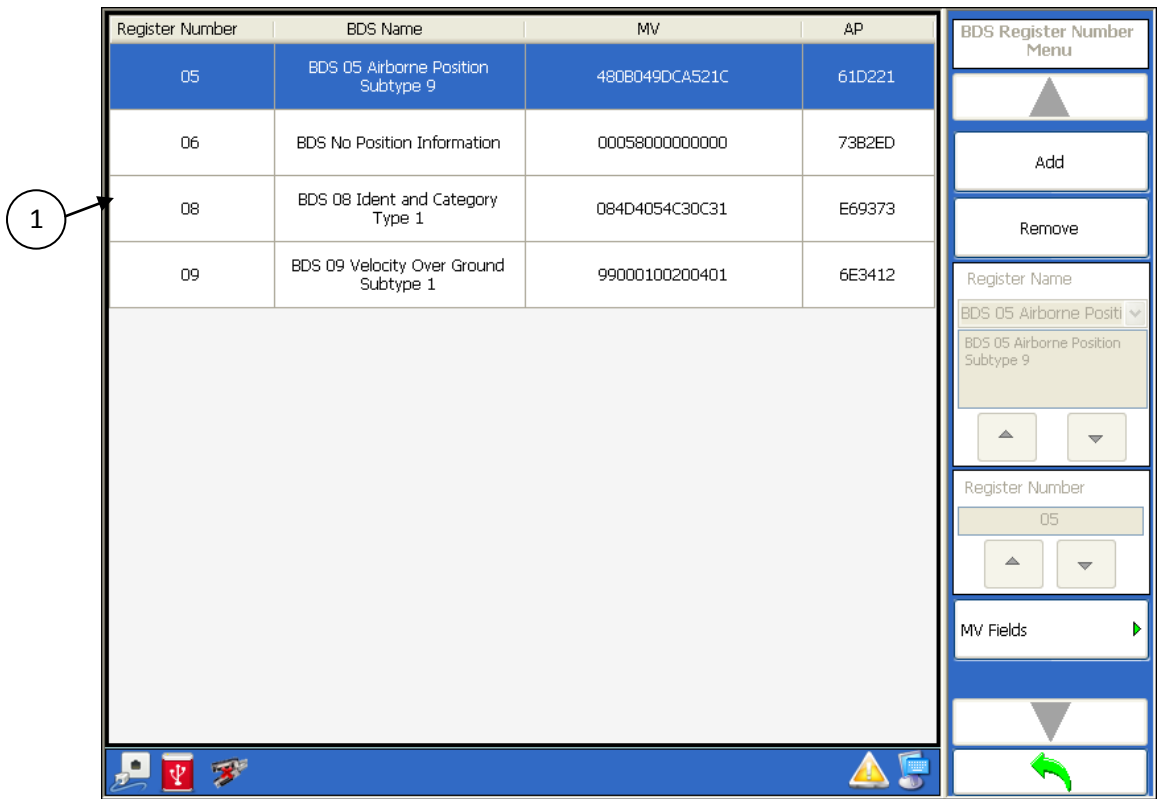 Register Number BDS Name MV AP
05 BDS 05 Airborne Position Subtype 9 480B049DCA521C 61D221
06 BDS No Position Information 00058000000000 73B2ED
08 BDS 08 Ident and Category Type 1 084D4054C30C31 E69373
09 BDS 09 Velocity Over Ground Subtype 1 99000100200401 6E3412
1
BDS Register Number
Menu
Add
Remove
Register Name
BDS 05 Airborne Positi
BDS 05 Airborne Position
Subtype 9
Register Number
05
MV Fields